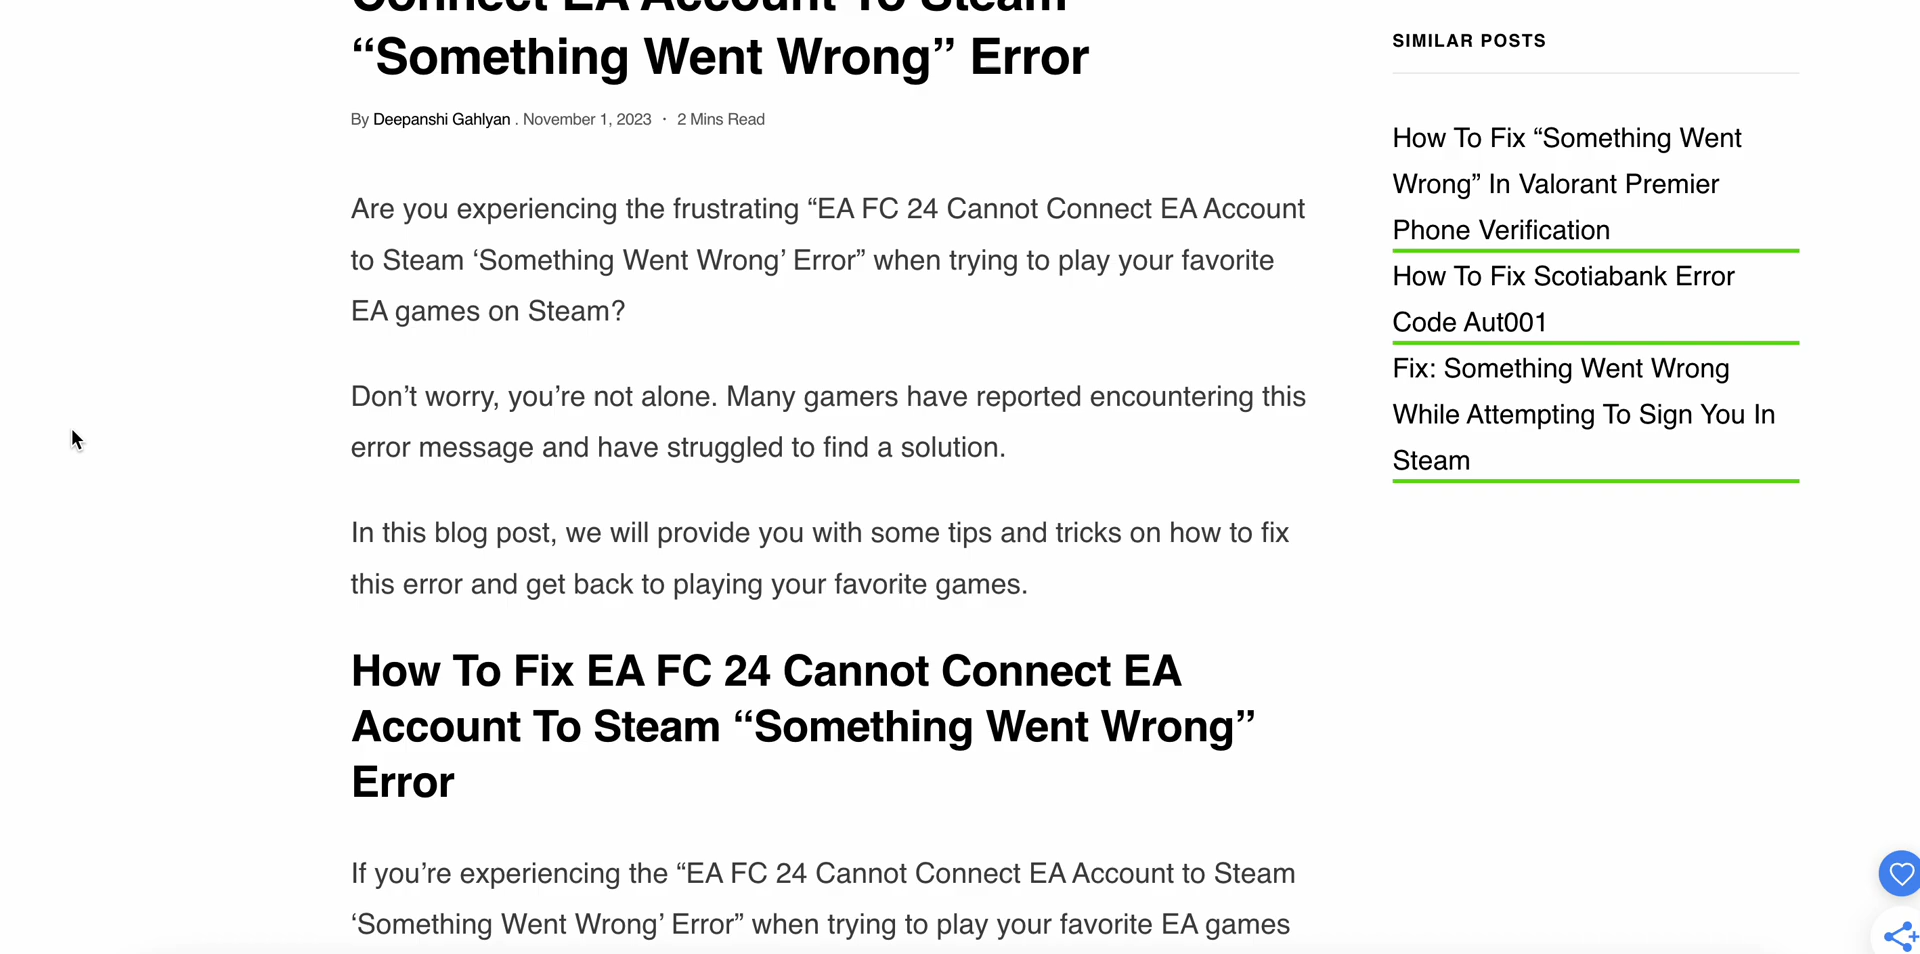 Connect EA Account To Steam
“Something Went Wrong” Error
By Deepanshi Gahlyan . November 1, 2023 · 2 Mins Read
Are you experiencing the frustrating “EA FC 24 Cannot Connect EA Account
to Steam ‘Something Went Wrong’ Error” when trying to play your favorite
EA games on Steam?
Don’t worry, you’re not alone. Many gamers have reported encountering this
error message and have struggled to find a solution.
In this blog post, we will provide you with some tips and tricks on how to fix
this error and get back to playing your favorite games.
How To Fix EA FC 24 Cannot Connect EA
Account To Steam “Something Went Wrong”
Error
If you’re experiencing the “EA FC 24 Cannot Connect EA Account to Steam
‘Something Went Wrong’ Error” when trying to play your favorite EA games
SIMILAR POSTS
How To Fix “Something Went
Wrong” In Valorant Premier
Phone Verification
How To Fix Scotiabank Error
Code Aut001
Fix: Something Went Wrong
While Attempting To Sign You In
Steam